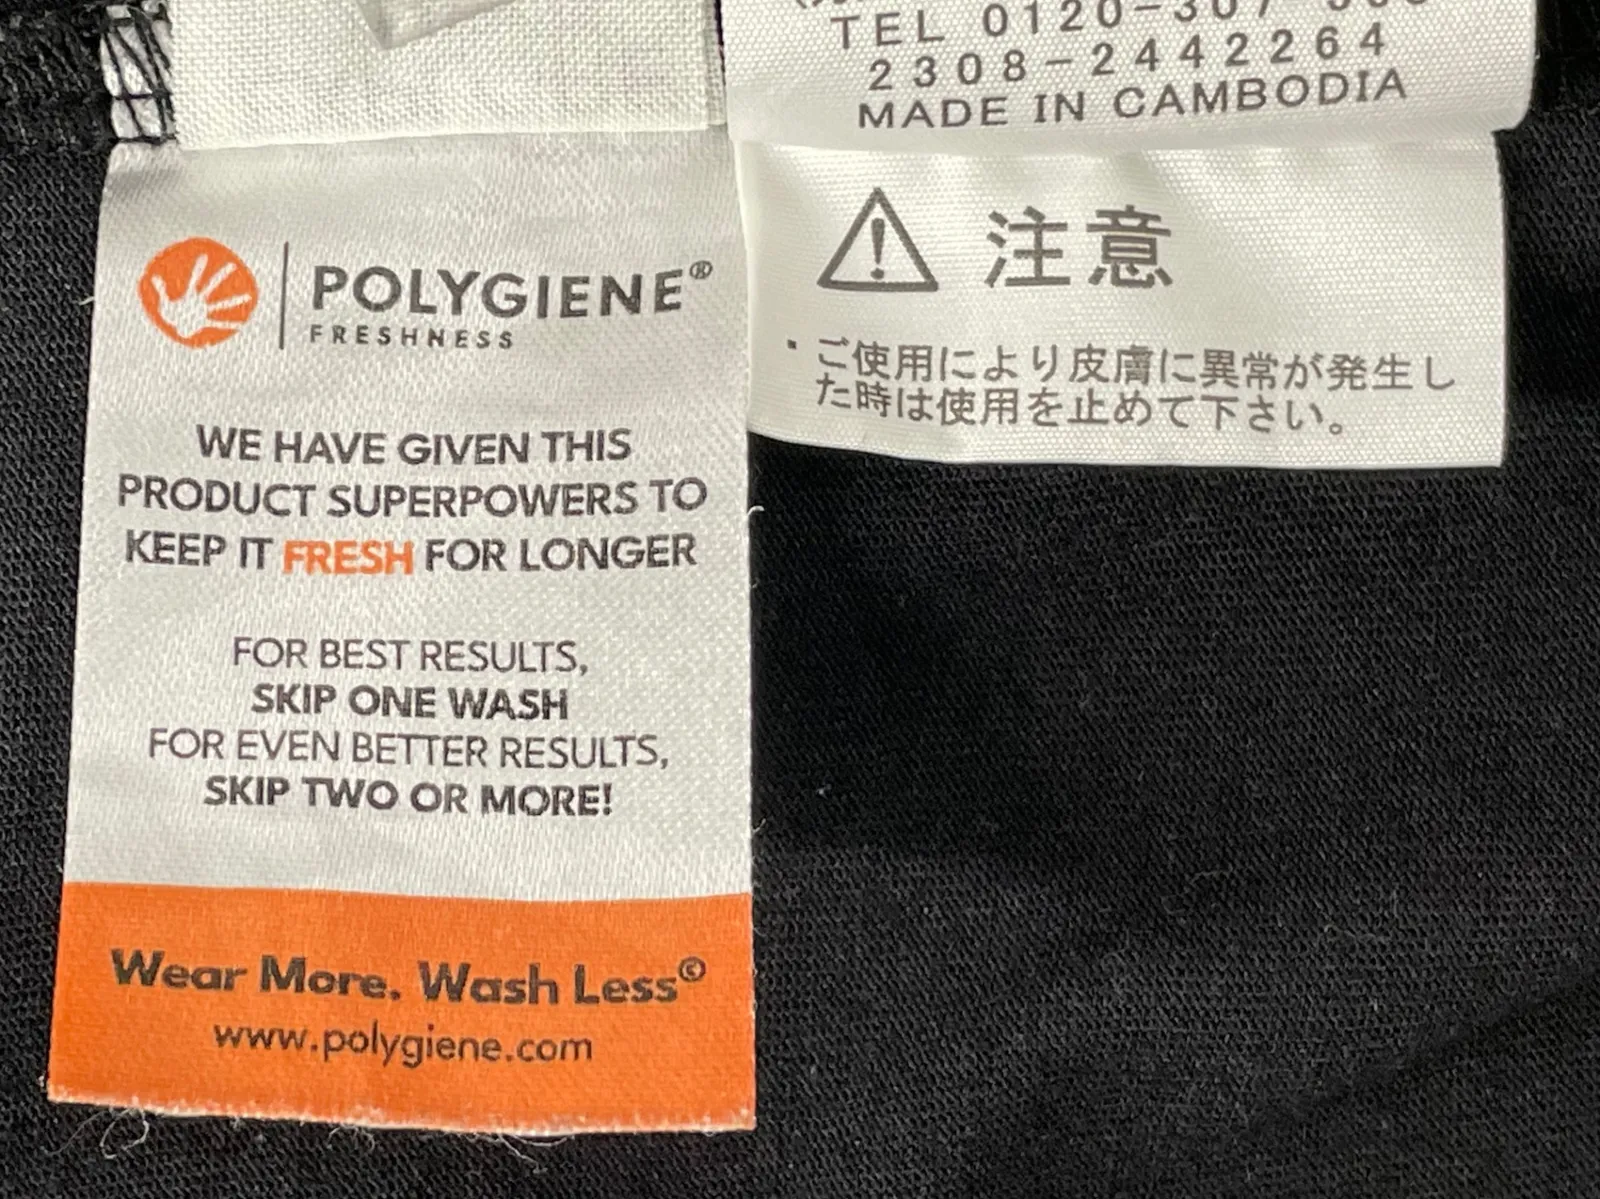 TEL 0120-307-
2308-2442264
MADE IN CAMBODIA
POLYGIENE®
FRESHNESS
WE HAVE GIVEN THIS
PRODUCT SUPERPOWERS TO
KEEP IT FRESH FOR LONGER
FOR BEST RESULTS,
SKIP ONE WASH
FOR EVEN BETTER RESULTS,
SKIP TWO OR MORE!
Wear More. Wash Less©
www.polygiene.com
注意
・ご使用により皮膚に異常が発生し
た時は使用を止めて下さい。